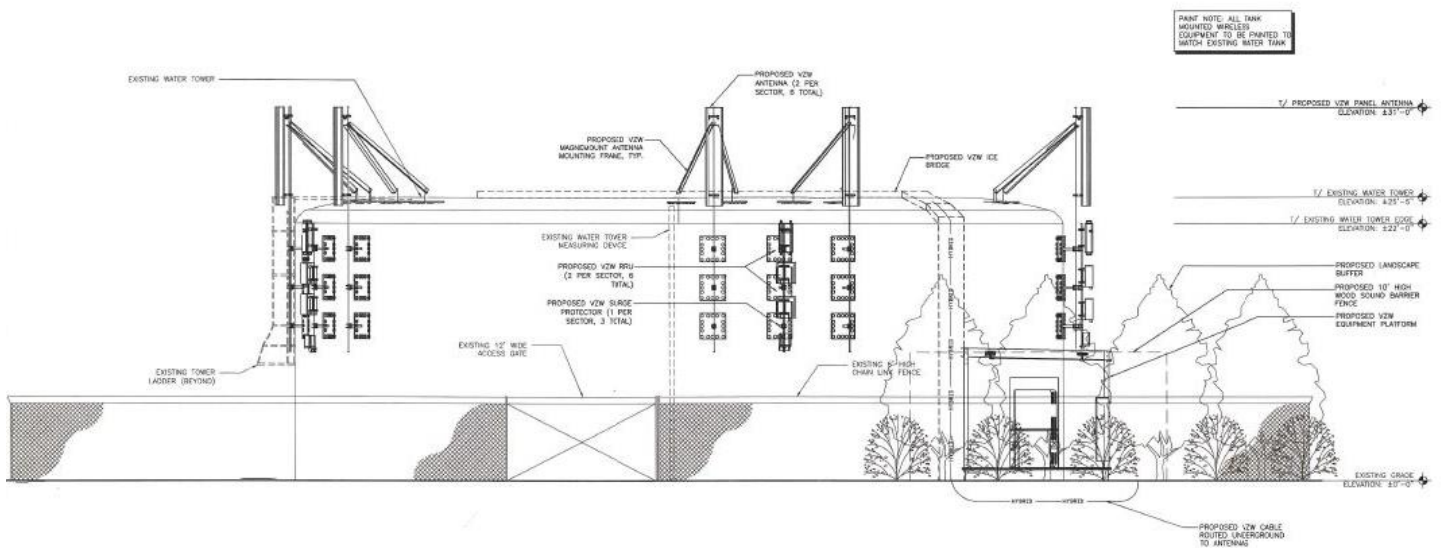 PAINT NOTE: ALL TANK
MOUNTED WIRELESS
EQUIPMENT TO BE PAINTED TO
MATCH EXISTING WATER TANK
EXISTING WATER TOWER
PROPOSED VZW
ANTENNA (2 PER
SECTOR, 6 TOTAL)
T/ PROPOSED VZW PANEL ANTENNA
ELEVATION: ±31'-0"
PROPOSED VZW
MAGNEMOUNT ANTENNA
MOUNTING FRAME, TYP.
PROPOSED VZW ICE
BRIDGE
T/ EXISTING WATER TOWER
ELEVATION: ±25'-5"
T/ EXISTING WATER TOWER EDGE
ELEVATION: ±22'-0"
EXISTING WATER TOWER
MEASURING DEVICE
PROPOSED VZW RRU
(2 PER SECTOR, 6
TOTAL)
PROPOSED VZW SURGE
PROTECTOR (1 PER
SECTOR, 3 TOTAL)
PROPOSED LANDSCAPE
BUFFER
PROPOSED 10' HIGH
WOOD SOUND BARRIER
FENCE
PROPOSED VZW
EQUIPMENT PLATFORM
EXISTING 12' WIDE
ACCESS GATE
EXISTING TOWER
LADDER (BEYOND)
EXISTING 6' HIGH
CHAIN LINK FENCE
HYBRID
HYBRID
HYBRID
HYBRID
HYBRID
EXISTING GRADE
ELEVATION: ±0'-0"
HYBRID
HYBRID
PROPOSED VZW CABLE
ROUTED UNDERGROUND
TO ANTENNAS